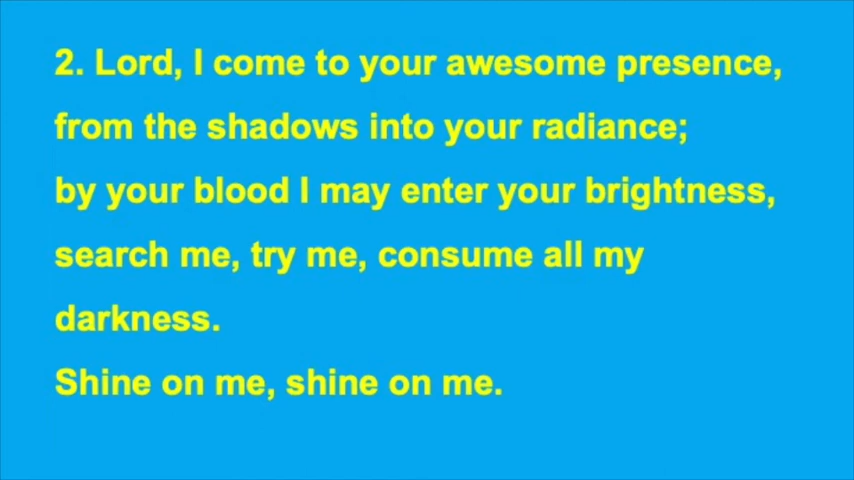 2. Lord, I come to your awesome presence,
from the shadows into your radiance;
by your blood I may enter your brightness,
search me, try me, consume all my
darkness.
Shine on me, shine on me.